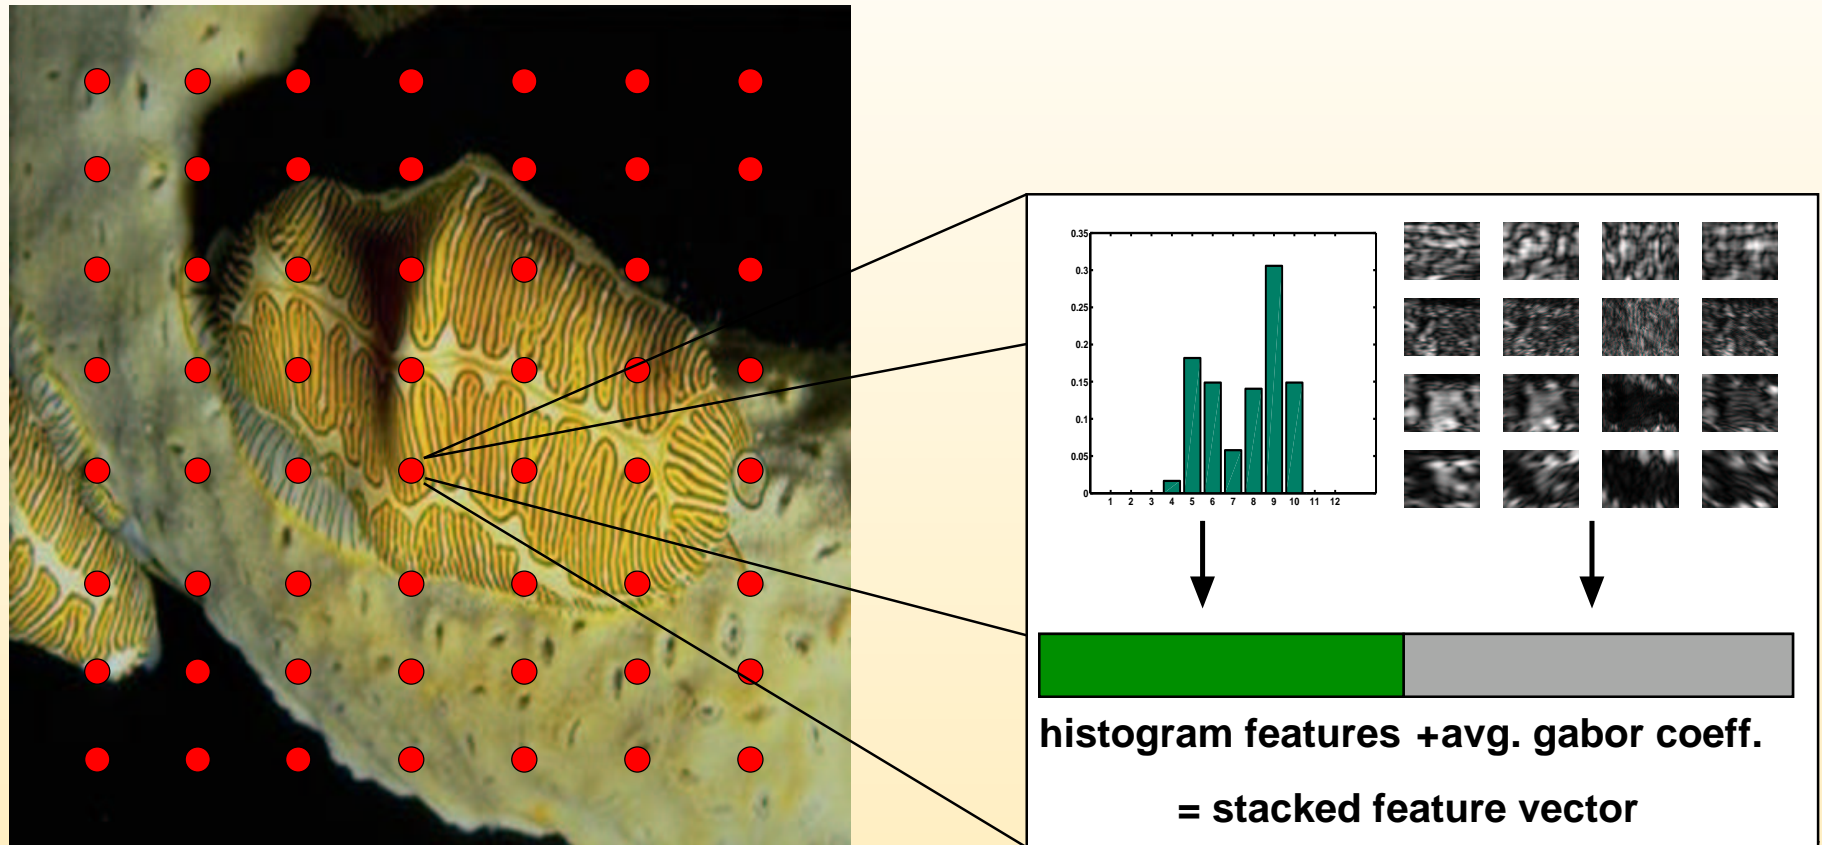 0.35
0.3
0.25
0.2
0.15
0.1
0.05
0
1 2 3 4 5 6 7 8 9 10 11 12
histogram features +avg. gabor coeff.
= stacked feature vector